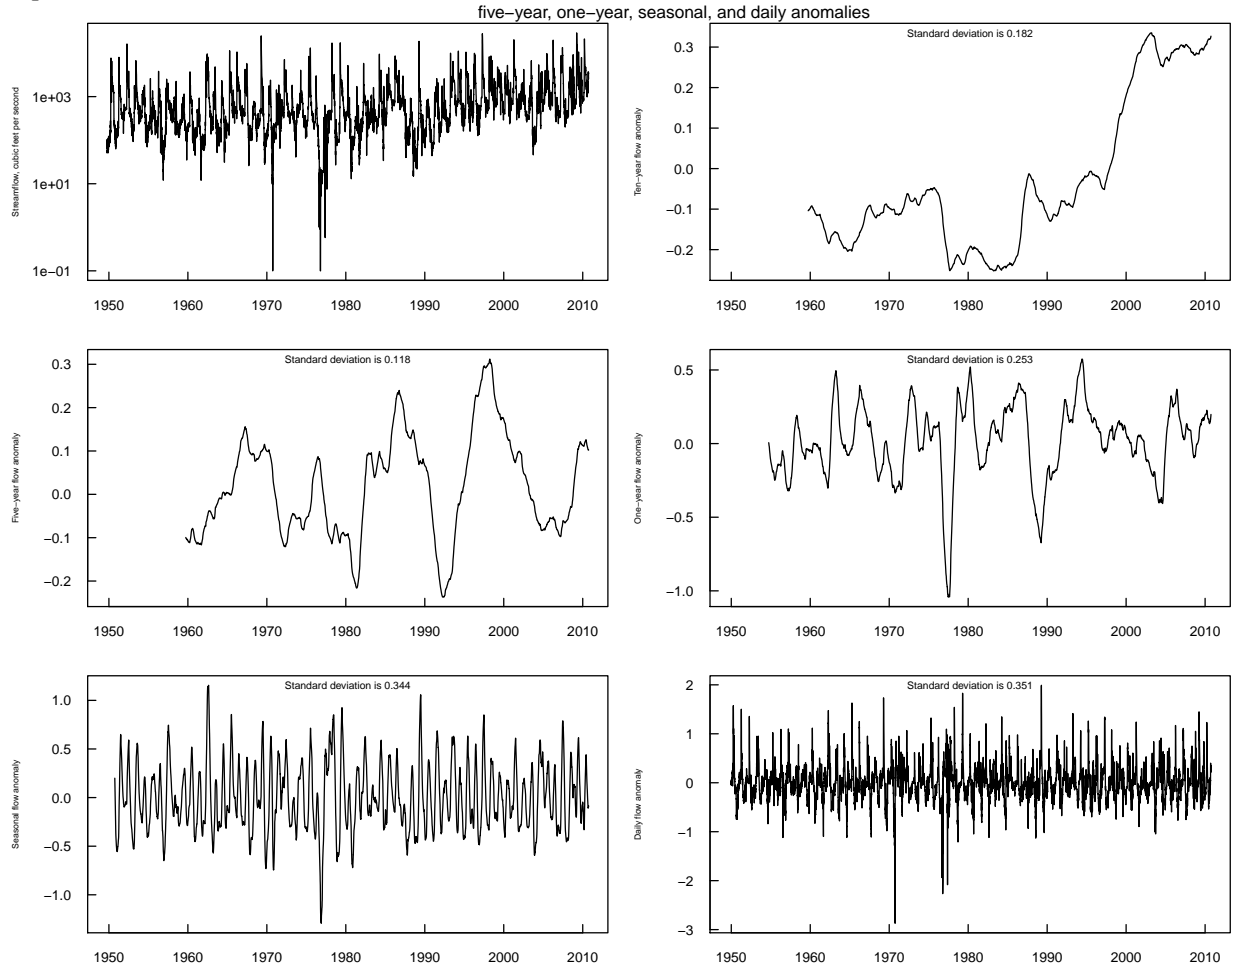 five−year, one−year, seasonal, and daily anomalies
Streamflow, cubic feet per second
1e+03
1e+01
1e−01
1950 1960 1970 1980 1990 2000 2010
Standard deviation is 0.182
Ten−year flow anomaly
0.3
0.2
0.1
0.0
−0.1
−0.2
1950 1960 1970 1980 1990 2000 2010
Standard deviation is 0.118
Five−year flow anomaly
0.3
0.2
0.1
0.0
−0.1
−0.2
1950 1960 1970 1980 1990 2000 2010
Standard deviation is 0.253
One−year flow anomaly
0.5
0.0
−0.5
−1.0
1950 1960 1970 1980 1990 2000 2010
Standard deviation is 0.344
Seasonal flow anomaly
1.0
0.5
0.0
−0.5
−1.0
1950 1960 1970 1980 1990 2000 2010
Standard deviation is 0.351
Daily flow anomaly
2
1
0
−1
−2
−3
1950 1960 1970 1980 1990 2000 2010